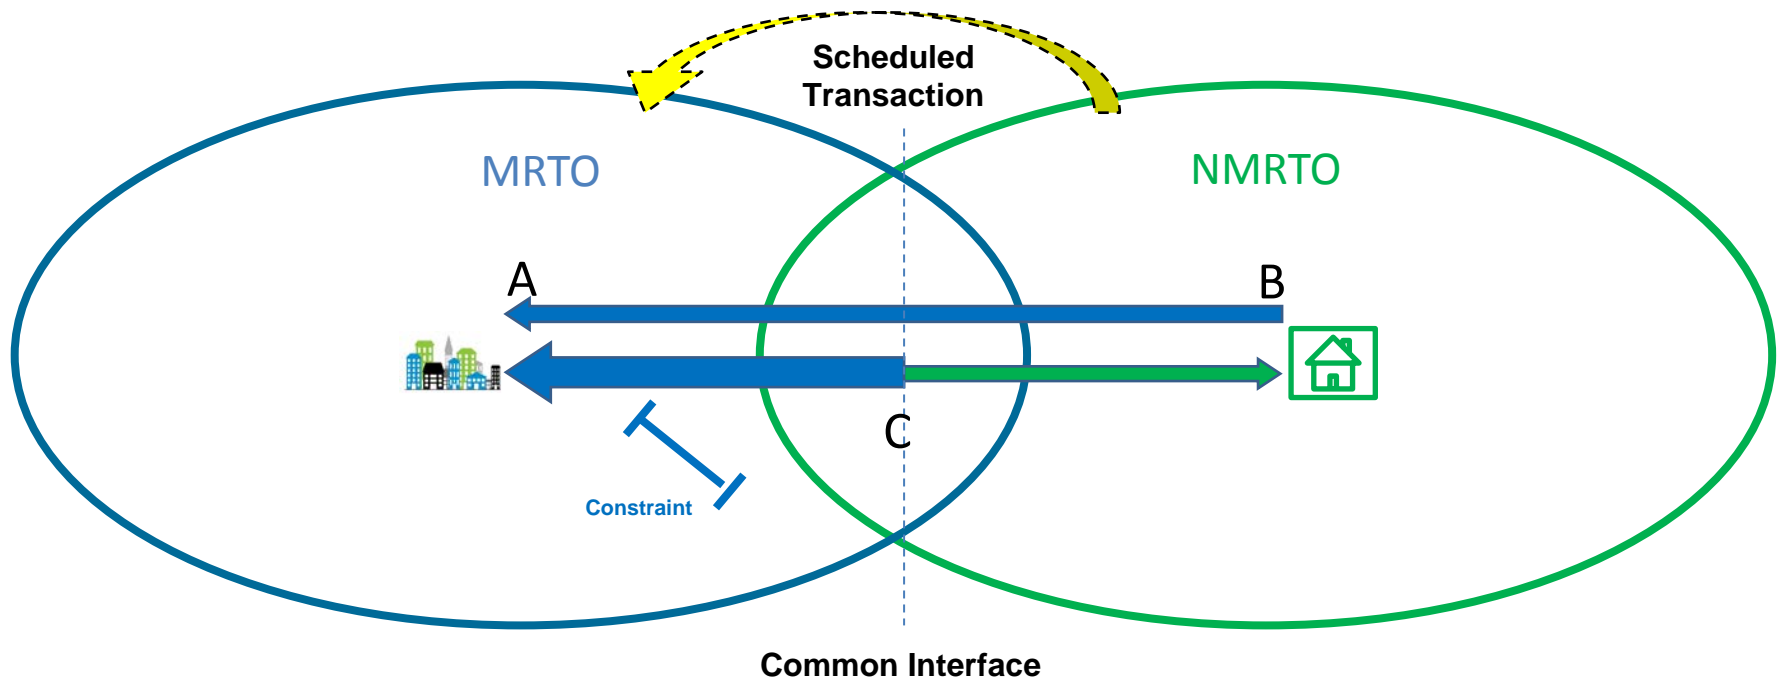 Scheduled
Transaction
MRTO
NMRTO
A
B
C
Constraint
Common Interface